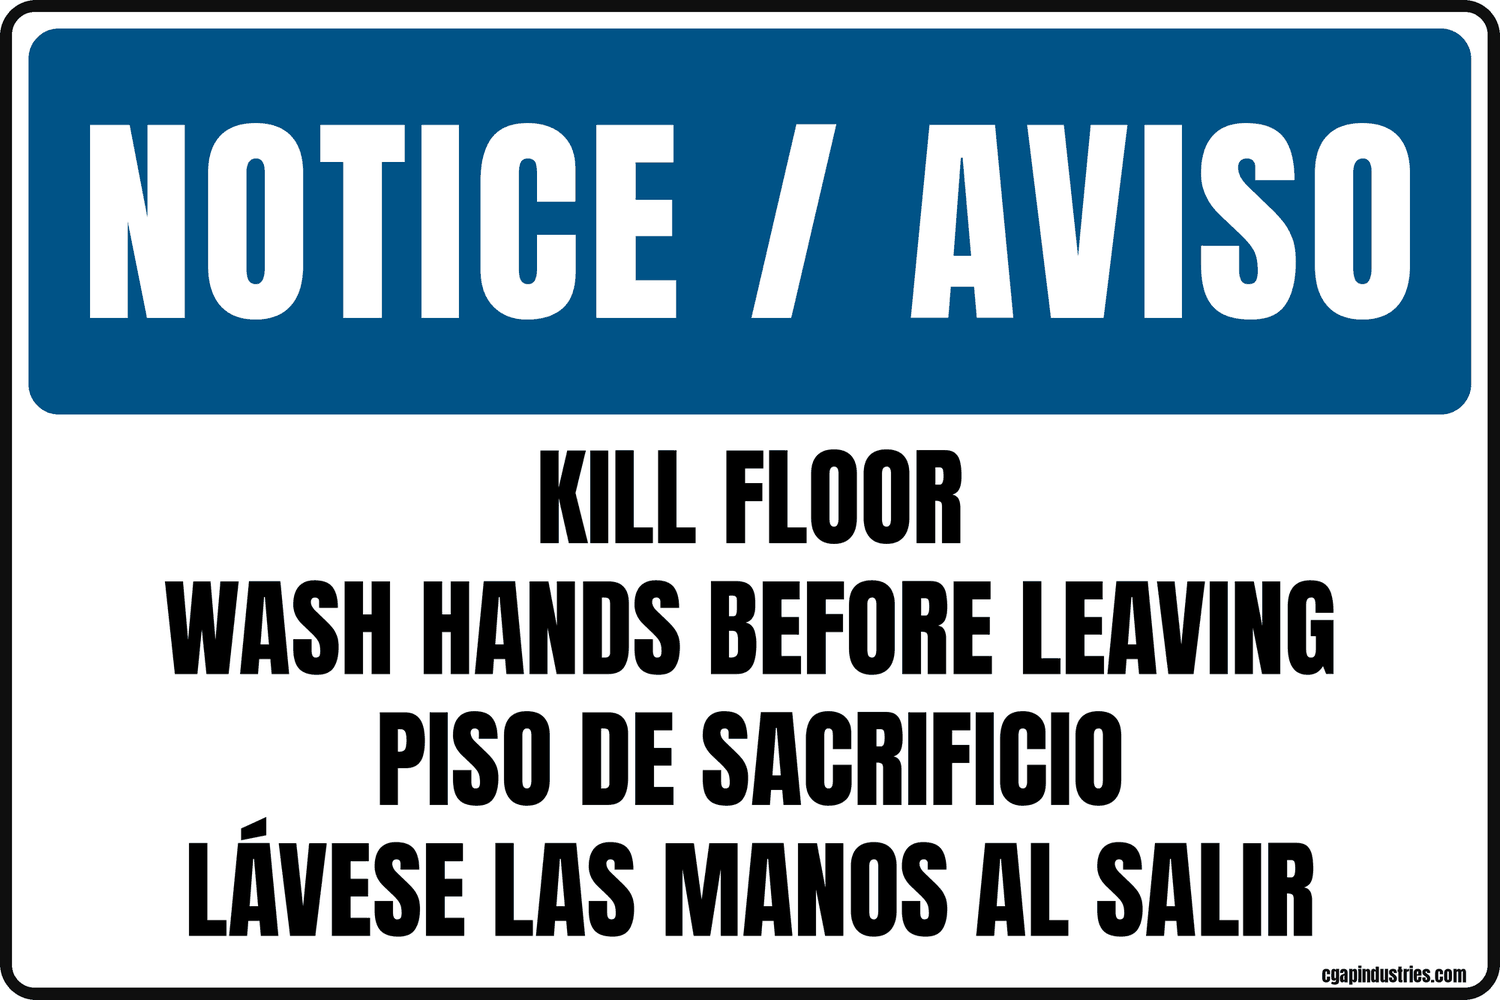 NOTICE / AVISO
KILL FLOOR
WASH HANDS BEFORE LEAVING
PISO DE SACRIFICIO
LÁVESE LAS MANOS AL SALIR
cgapindustries.com